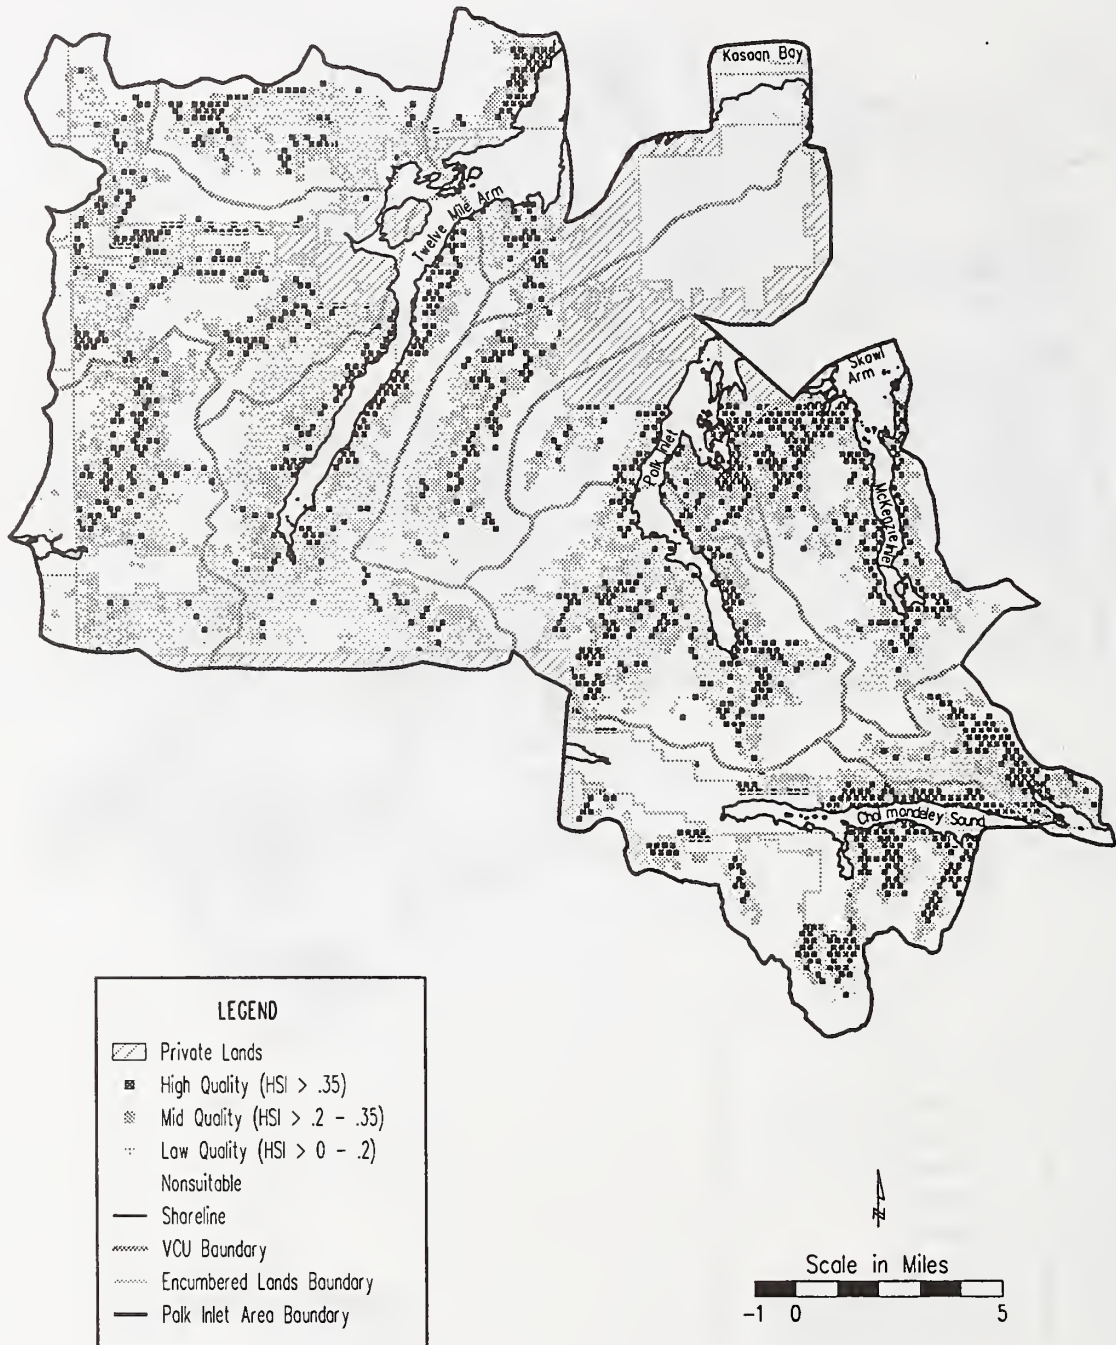 Kasaan Bay
Twelve Mile Arm
Skowl
Arm
Polk Inlet
McKenzie Inle
Cholmondeley Sound
LEGEND
Private Lands
High Quality (HSI > .35)
Mid Quality (HSI > .2 - .35)
Low Quality (HSI > 0 - .2)
Nonsuitable
Shoreline
VCU Boundary
Encumbered Lands Boundary
Polk Inlet Area Boundary
N
Scale in Miles
-1 0 5